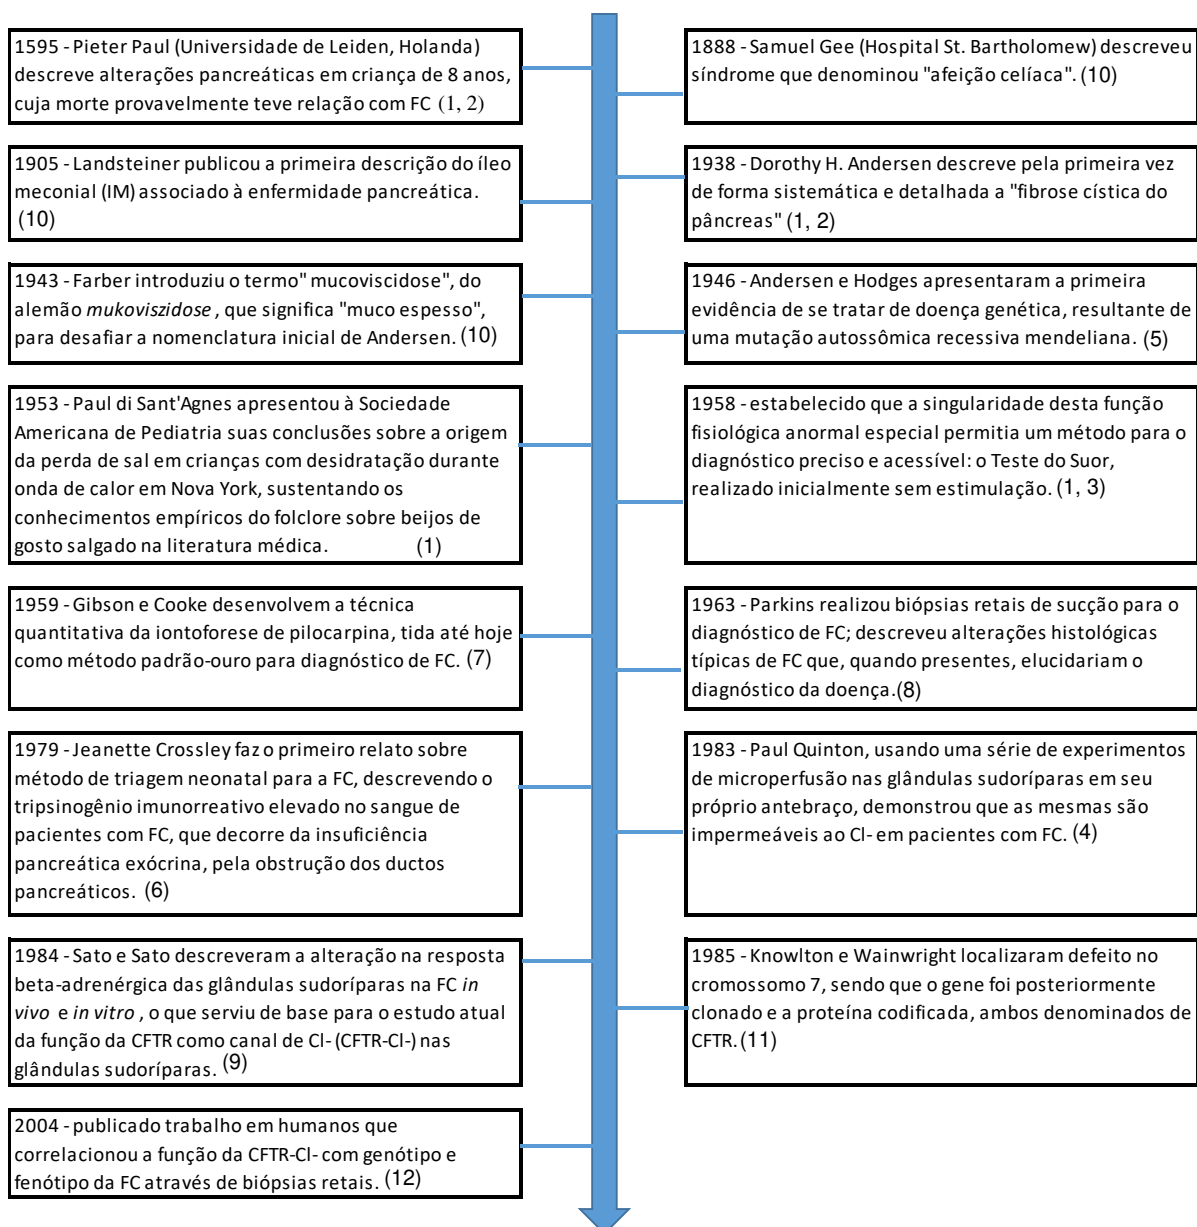 1595 - Pieter Paul (Universidade de Leiden, Holanda)
descreve alterações pancreáticas em criança de 8 anos,
cuja morte provavelmente teve relação com FC (1, 2)
1888 - Samuel Gee (Hospital St. Bartholomew) descreveu
síndrome que denominou "afeição celíaca". (10)
1905 - Landsteiner publicou a primeira descrição do íleo
meconial (IM) associado à enfermidade pancreática.
(10)
1938 - Dorothy H. Andersen descreve pela primeira vez
de forma sistemática e detalhada a "fibrose cística do
pâncreas" (1, 2)
1943 - Farber introduziu o termo" mucoviscidose", do
alemão mukoviszidose , que significa "muco espesso",
para desafiar a nomenclatura inicial de Andersen. (10)
1946 - Andersen e Hodges apresentaram a primeira
evidência de se tratar de doença genética, resultante de
uma mutação autossômica recessiva mendeliana. (5)
1953 - Paul di Sant'Agnes apresentou à Sociedade
Americana de Pediatria suas conclusões sobre a origem
da perda de sal em crianças com desidratação durante
onda de calor em Nova York, sustentando os
conhecimentos empíricos do folclore sobre beijos de
gosto salgado na literatura médica. (1)
1958 - estabelecido que a singularidade desta função
fisiológica anormal especial permitia um método para o
diagnóstico preciso e acessível: o Teste do Suor,
realizado inicialmente sem estimulação. (1, 3)
1959 - Gibson e Cooke desenvolvem a técnica
quantitativa da iontoforese de pilocarpina, tida até hoje
como método padrão-ouro para diagnóstico de FC. (7)
1963 - Parkins realizou biópsias retais de sucção para o
diagnóstico de FC; descreveu alterações histológicas
típicas de FC que, quando presentes, elucidariam o
diagnóstico da doença.(8)
1979 - Jeanette Crossley faz o primeiro relato sobre
método de triagem neonatal para a FC, descrevendo o
tripsinogênio imunorreativo elevado no sangue de
pacientes com FC, que decorre da insuficiência
pancreática exócrina, pela obstrução dos ductos
pancreáticos. (6)
1983 - Paul Quinton, usando uma série de experimentos
de microperfusão nas glândulas sudoríparas em seu
próprio antebraço, demonstrou que as mesmas são
impermeáveis ao Cl- em pacientes com FC. (4)
1984 - Sato e Sato descreveram a alteração na resposta
beta-adrenérgica das glândulas sudoríparas na FC in
vivo e in vitro , o que serviu de base para o estudo atual
da função da CFTR como canal de Cl- (CFTR-Cl-) nas
glândulas sudoríparas. (9)
1985 - Knowlton e Wainwright localizaram defeito no
cromossomo 7, sendo que o gene foi posteriormente
clonado e a proteína codificada, ambos denominados de
CFTR. (11)
2004 - publicado trabalho em humanos que
correlacionou a função da CFTR-Cl- com genótipo e
fenótipo da FC através de biópsias retais. (12)